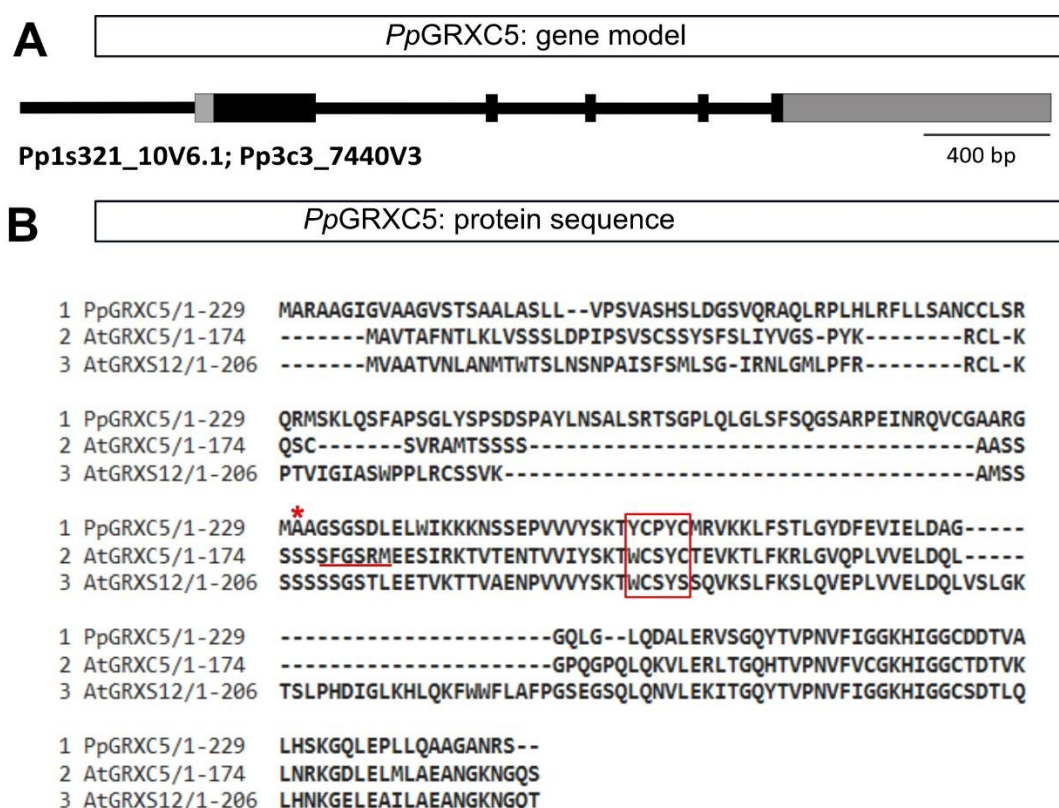 A
PpGRXC5: gene model
Pp1s321_10V6.1; Pp3c3_7440V3
400 bp
B
PpGRXC5: protein sequence
1 PpGRXC5/1-229 MARAAGIGVAAGVSTSAALASLL--VPSVASHSLDGSVQRAQLRPLHLRFLLSANCCLSR
2 AtGRXC5/1-174 -------MAVTAFNTLKLVSSSLDPIPSVSCSSYSFSLIYVGS-PYK--------RCL-K
3 AtGRXS12/1-206 -------MVAATVNLANMTWTSLNSNPAISFSMLSG-IRNLGMLPFR--------RCL-K
1 PpGRXC5/1-229 QRMSKLQSFAPSGLYSPSDSPAYLNSALSRTSGPLQLGLSFSQGSARPEINRQVCGAARG
2 AtGRXC5/1-174 QSC-------SVRAMTSSSS------------------------------------AASS
3 AtGRXS12/1-206 PTVIGIASWPPLRCSSVK--------------------------------------AMSS
*
1 PpGRXC5/1-229 MAAGSGSDLELWIKKKNSSEPVVVYSKTYCPYCMRVKKLFSTLGYDFEVIELDAG-----
2 AtGRXC5/1-174 SSSSFGSRMEESIRKTVTENTVVIYSKTWCSYCTEVKTLFKRLGVQPLVVELDQL-----
3 AtGRXS12/1-206 SSSSSGSTLEETVKTTVAENPVVVYSKTWCSYSSQVKSLFKSLQVEPLVVELDQLVSLGK
1 PpGRXC5/1-229 ----------------------GQLG--LQDALERVSGQYTVPNVFIGGKHIGGCDDTVA
2 AtGRXC5/1-174 ----------------------GPQGPQLQKVLERLTGQHTVPNVFVCGKHIGGCTDTVK
3 AtGRXS12/1-206 TSLPHDIGLKHLQKFWWFLAFPGSEGSQLQNVLEKITGQYTVPNVFIGGKHIGGCSDTLQ
1 PpGRXC5/1-229 LHSKGQLEPLLQAAGANRS--
2 AtGRXC5/1-174 LNRKGDLELMLAEANGKNGQS
3 AtGRXS12/1-206 LHNKGELEAILAEANGKNGQT